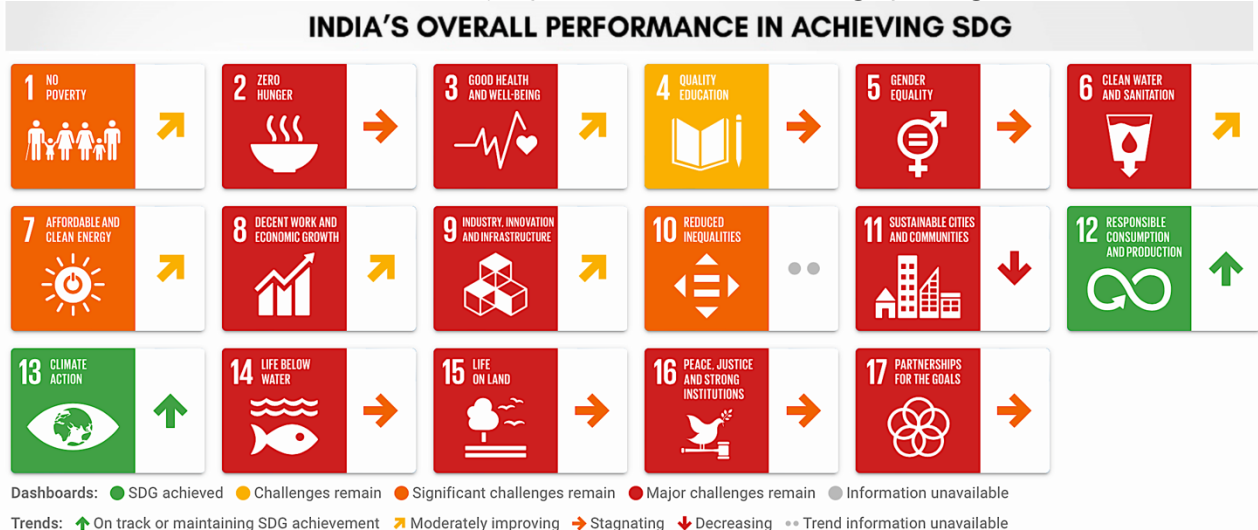 INDIA'S OVERALL PERFORMANCE IN ACHIEVING SDG
1 NO
POVERTY
2 ZERO
HUNGER
3 GOOD HEALTH
AND WELL-BEING
4 QUALITY
EDUCATION
5 GENDER
EQUALITY
6 CLEAN WATER
AND SANITATION
7 AFFORDABLE AND
CLEAN ENERGY
8 DECENT WORK AND
ECONOMIC GROWTH
9 INDUSTRY, INNOVATION
AND INFRASTRUCTURE
10 REDUCED
INEQUALITIES
11 SUSTAINABLE CITIES
AND COMMUNITIES
12 RESPONSIBLE
CONSUMPTION
AND PRODUCTION
13 CLIMATE
ACTION
14 LIFE BELOW
WATER
15 LIFE
ON LAND
16 PEACE, JUSTICE
AND STRONG
INSTITUTIONS
17 PARTNERSHIPS
FOR THE GOALS
Dashboards: SDG achieved Challenges remain Significant challenges remain Major challenges remain Information unavailable
Trends: On track or maintaining SDG achievement Moderately improving Stagnating Decreasing Trend information unavailable